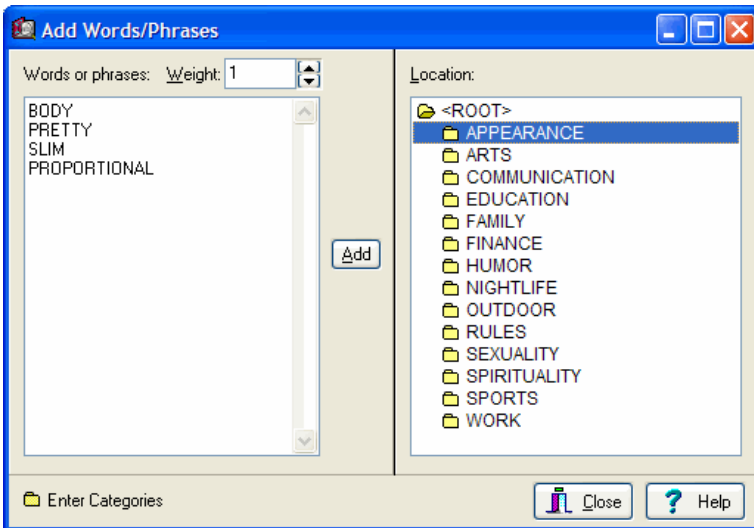 Add Words/Phrases
Words or phrases: Weight: 1
BODY
PRETTY
SLIM
PROPORTIONAL
Add
Location:
<ROOT>
APPEARANCE
ARTS
COMMUNICATION
EDUCATION
FAMILY
FINANCE
HUMOR
NIGHTLIFE
OUTDOOR
RULES
SEXUALITY
SPIRITUALITY
SPORTS
WORK
Enter Categories
Close
? Help